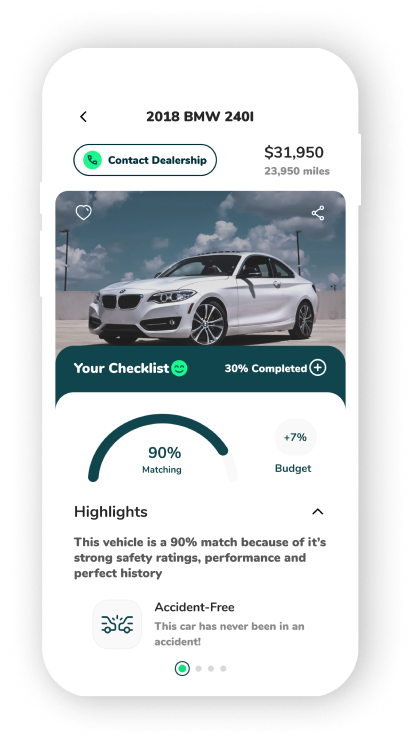 2018 BMW 240I
Contact Dealership
$31,950
23,950 miles
Your Checklist
30% Completed
90%
Matching
+7%
Budget
Highlights
This vehicle is a 90% match because of it's
strong safety ratings, performance and
perfect history
Accident-Free
This car has never been in an
accident!